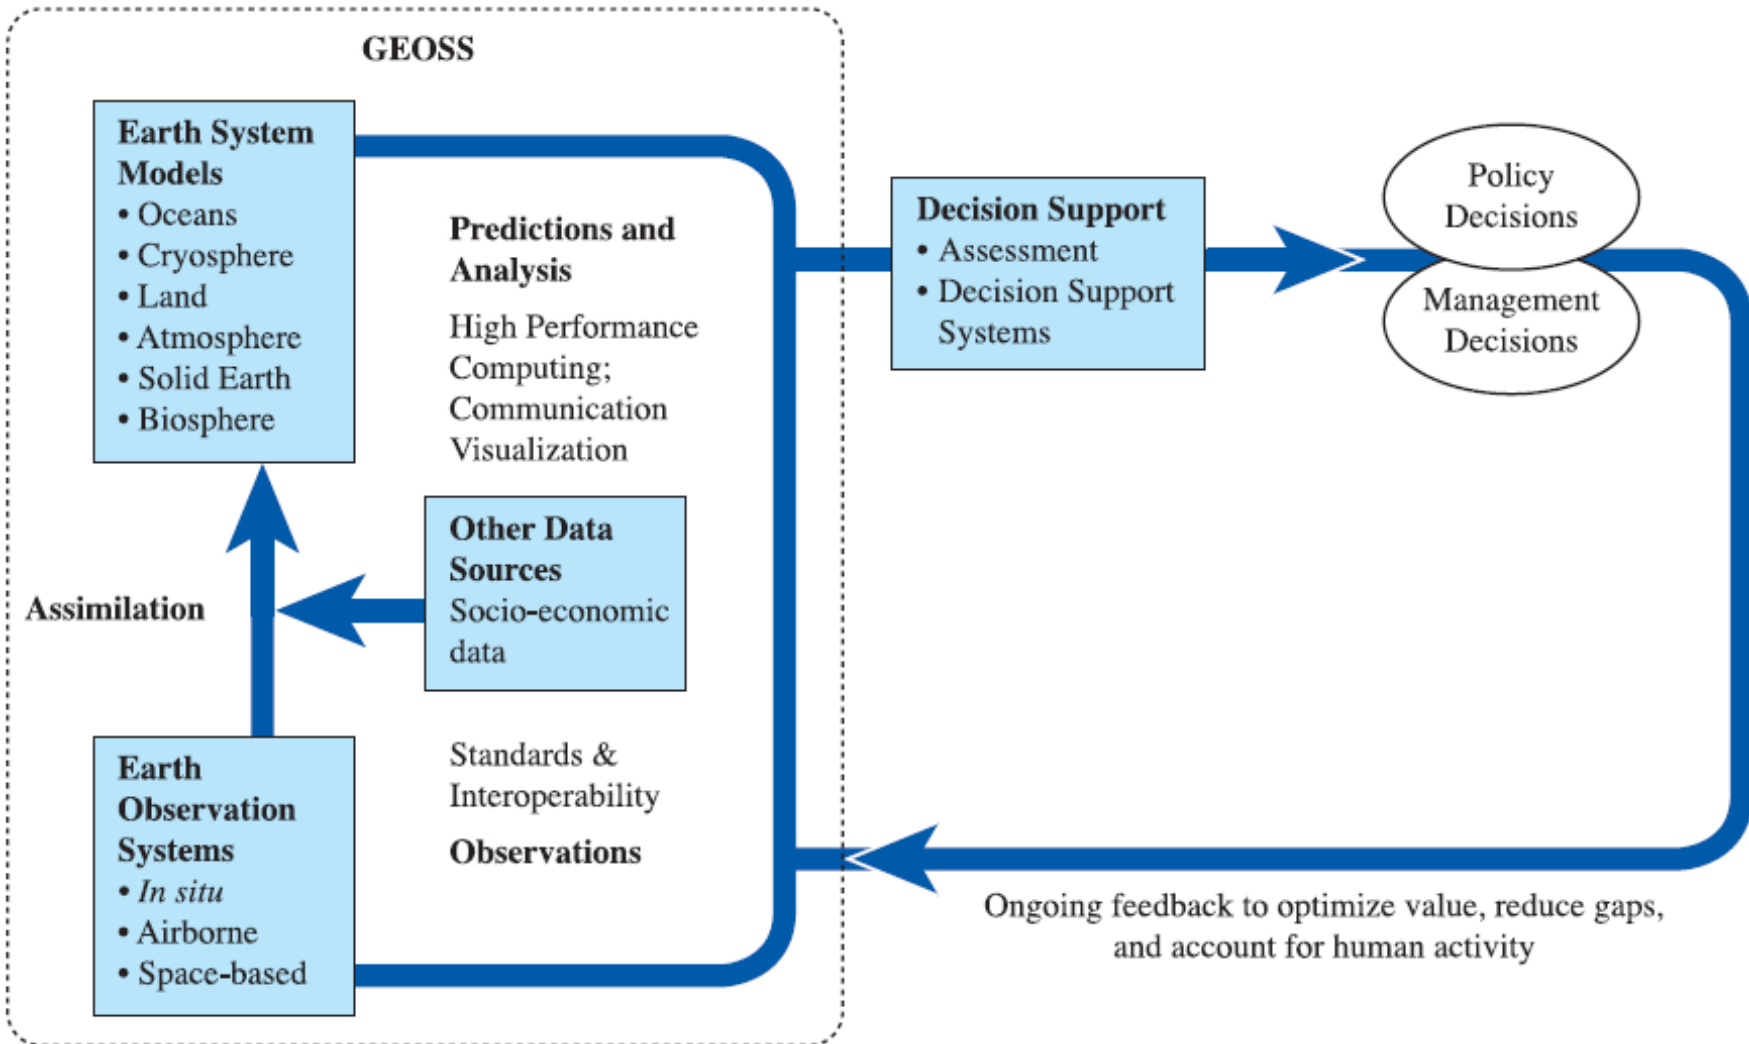 GEOSS
Earth System
Models
• Oceans
• Cryosphere
• Land
• Atmosphere
• Solid Earth
• Biosphere
Predictions and
Analysis
High Performance
Computing;
Communication
Visualization
Other Data
Sources
Socio-economic
data
Assimilation
Earth
Observation
Systems
• In situ
• Airborne
• Space-based
Standards &
Interoperability
Observations
Decision Support
• Assessment
• Decision Support
Systems
Policy
Decisions
Management
Decisions
Ongoing feedback to optimize value, reduce gaps,
and account for human activity